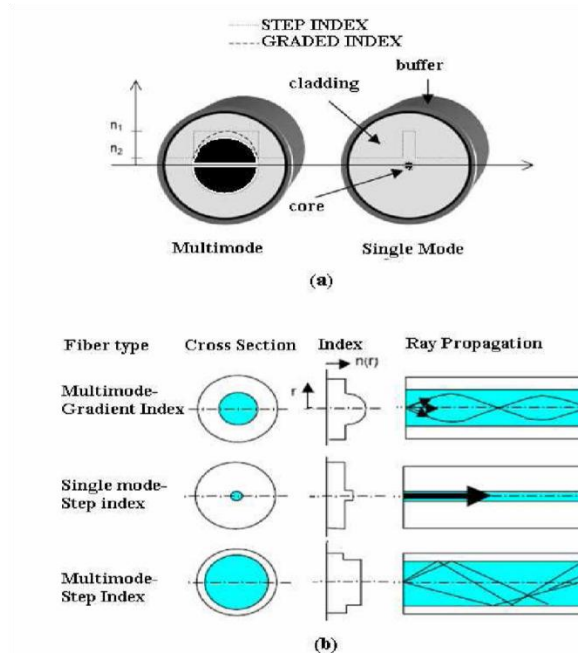 STEP INDEX
GRADED INDEX
buffer
cladding
n1
n2
core
Multimode
Single Mode
(a)
Fiber type
Cross Section
Index
Ray Propagation
n(r)
Multimode-
Gradient Index
r
Single mode-
Step index
Multimode-
Step Index
(b)